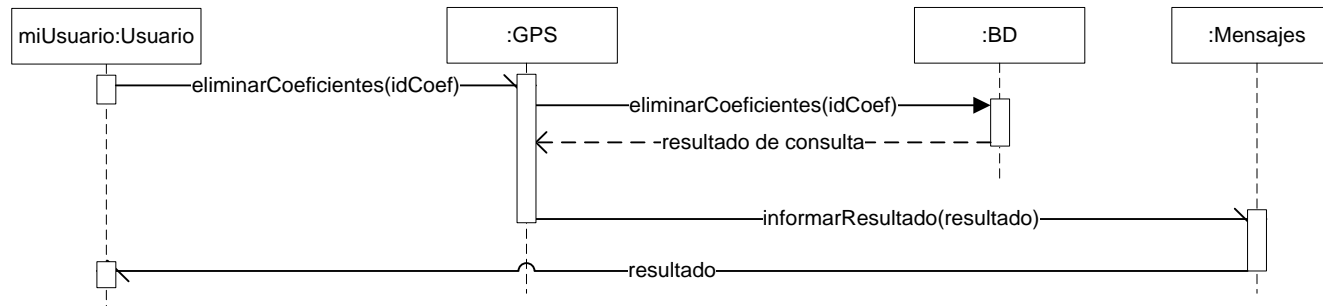 miUsuario:Usuario
:GPS
:BD
:Mensajes
eliminarCoeficientes(idCoef)
eliminarCoeficientes(idCoef)
resultado de consulta
informarResultado(resultado)
resultado